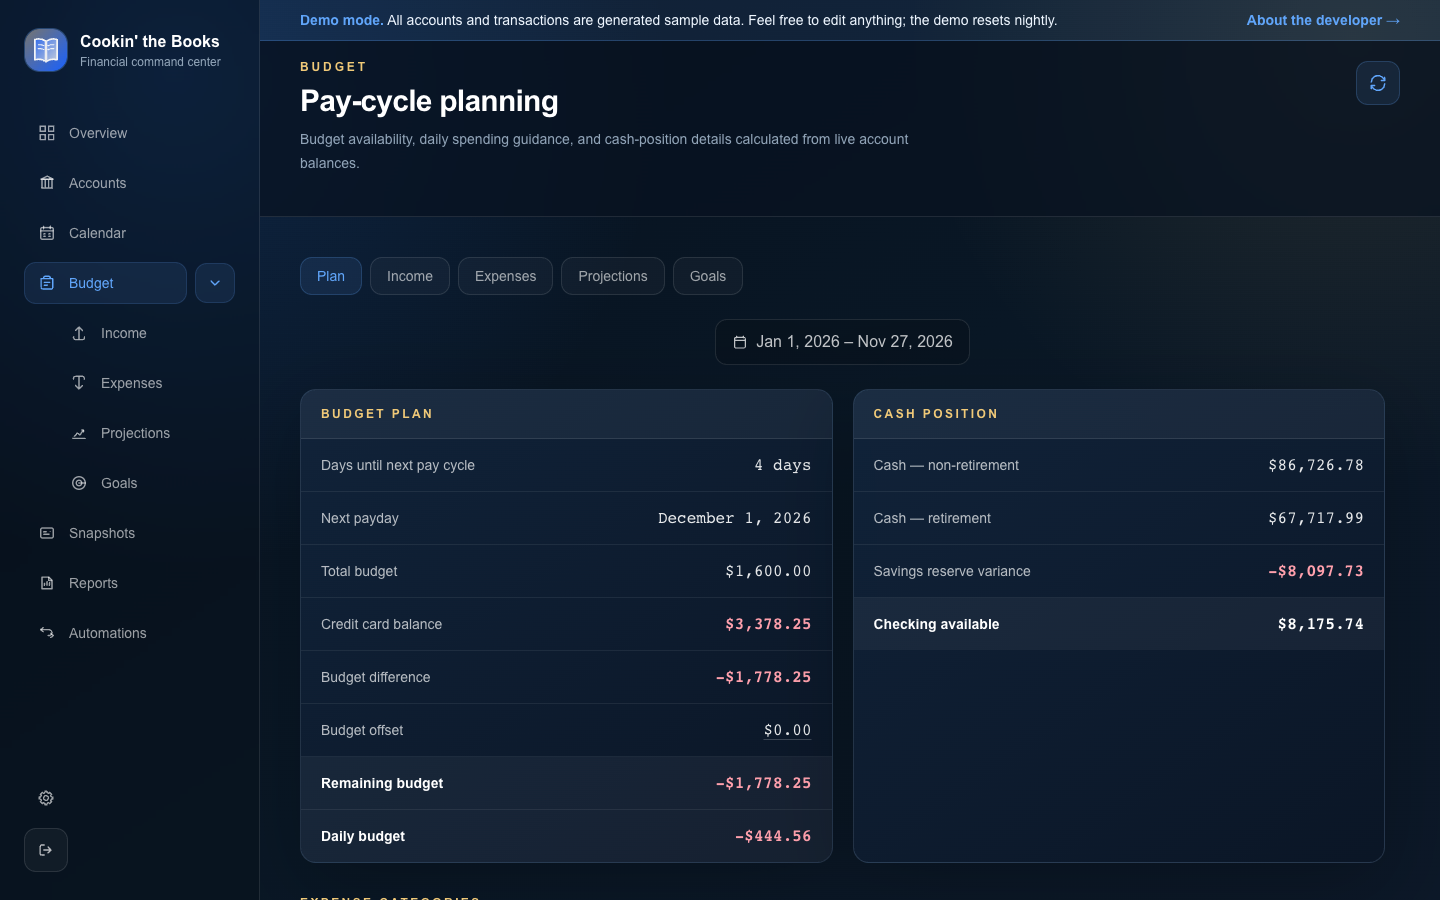 Cookin' the Books
Financial command center
Overview
Accounts
Calendar
Budget
Income
Expenses
Projections
Goals
Snapshots
Reports
Automations
Demo mode. All accounts and transactions are generated sample data. Feel free to edit anything; the demo resets nightly.
About the developer →
BUDGET
Pay-cycle planning
Budget availability, daily spending guidance, and cash-position details calculated from live account
balances.
Plan Income Expenses Projections Goals
Jan 1, 2026 – Nov 27, 2026
BUDGET PLAN
Days until next pay cycle 4 days
Next payday December 1, 2026
Total budget $1,600.00
Credit card balance $3,378.25
Budget difference −$1,778.25
Budget offset $0.00
Remaining budget −$1,778.25
Daily budget −$444.56
CASH POSITION
Cash — non-retirement $86,726.78
Cash — retirement $67,717.99
Savings reserve variance −$8,097.73
Checking available $8,175.74
EXPENSE CATEGORIES